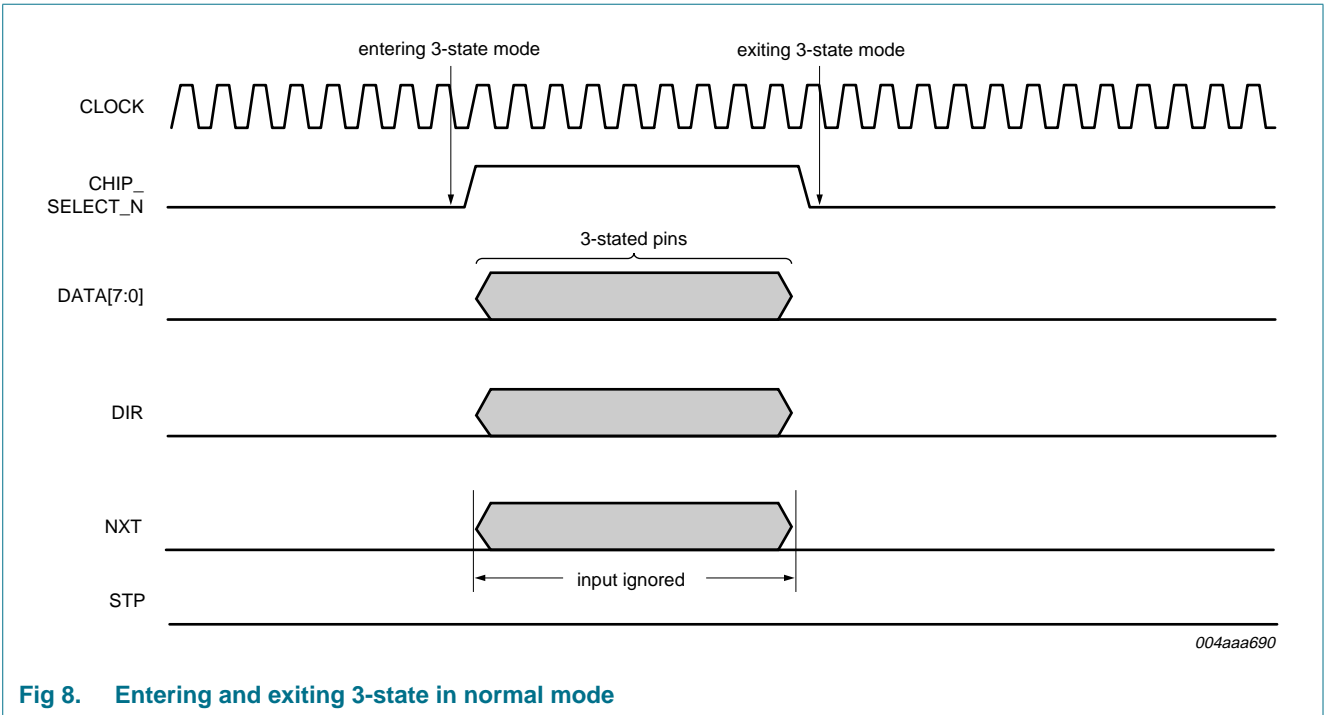 entering 3-state mode
exiting 3-state mode
CLOCK
CHIP_
SELECT_N
3-stated pins
DATA[7:0]
DIR
NXT
input ignored
STP
004aaa690
Fig 8. Entering and exiting 3-state in normal mode